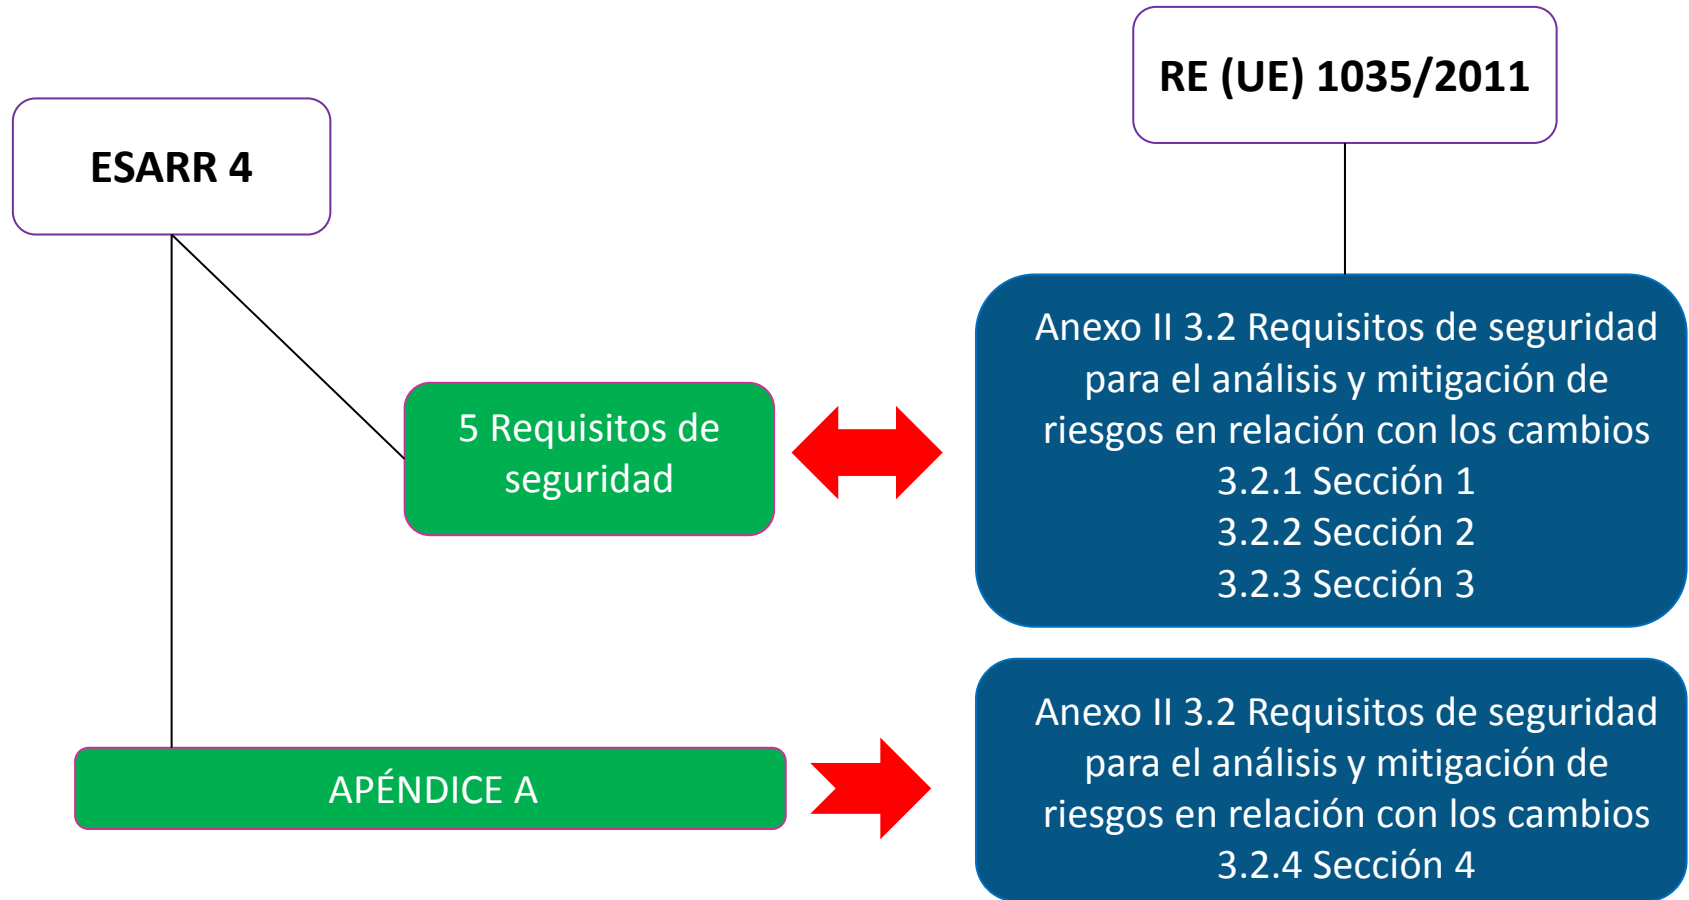 RE (UE) 1035/2011
ESARR 4
5 Requisitos de
seguridad
Anexo II 3.2 Requisitos de seguridad
para el análisis y mitigación de
riesgos en relación con los cambios
3.2.1 Sección 1
3.2.2 Sección 2
3.2.3 Sección 3
APÉNDICE A
Anexo II 3.2 Requisitos de seguridad
para el análisis y mitigación de
riesgos en relación con los cambios
3.2.4 Sección 4